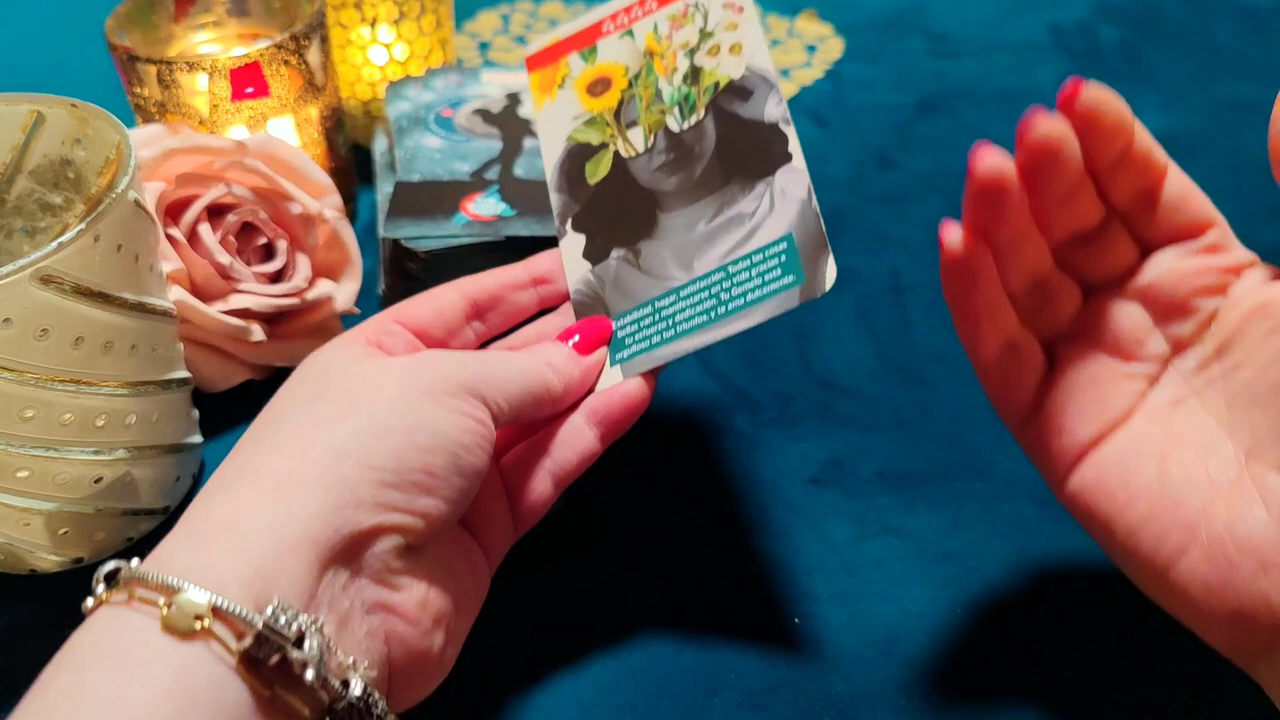 4444
Estabilidad, hogar, satisfacción. Todas las cosas
bellas van a manifestarse en tu vida gracias a
tu esfuerzo y dedicación. Tu Gemelo está
orgulloso de tus triunfos, y te ama dulcemente.